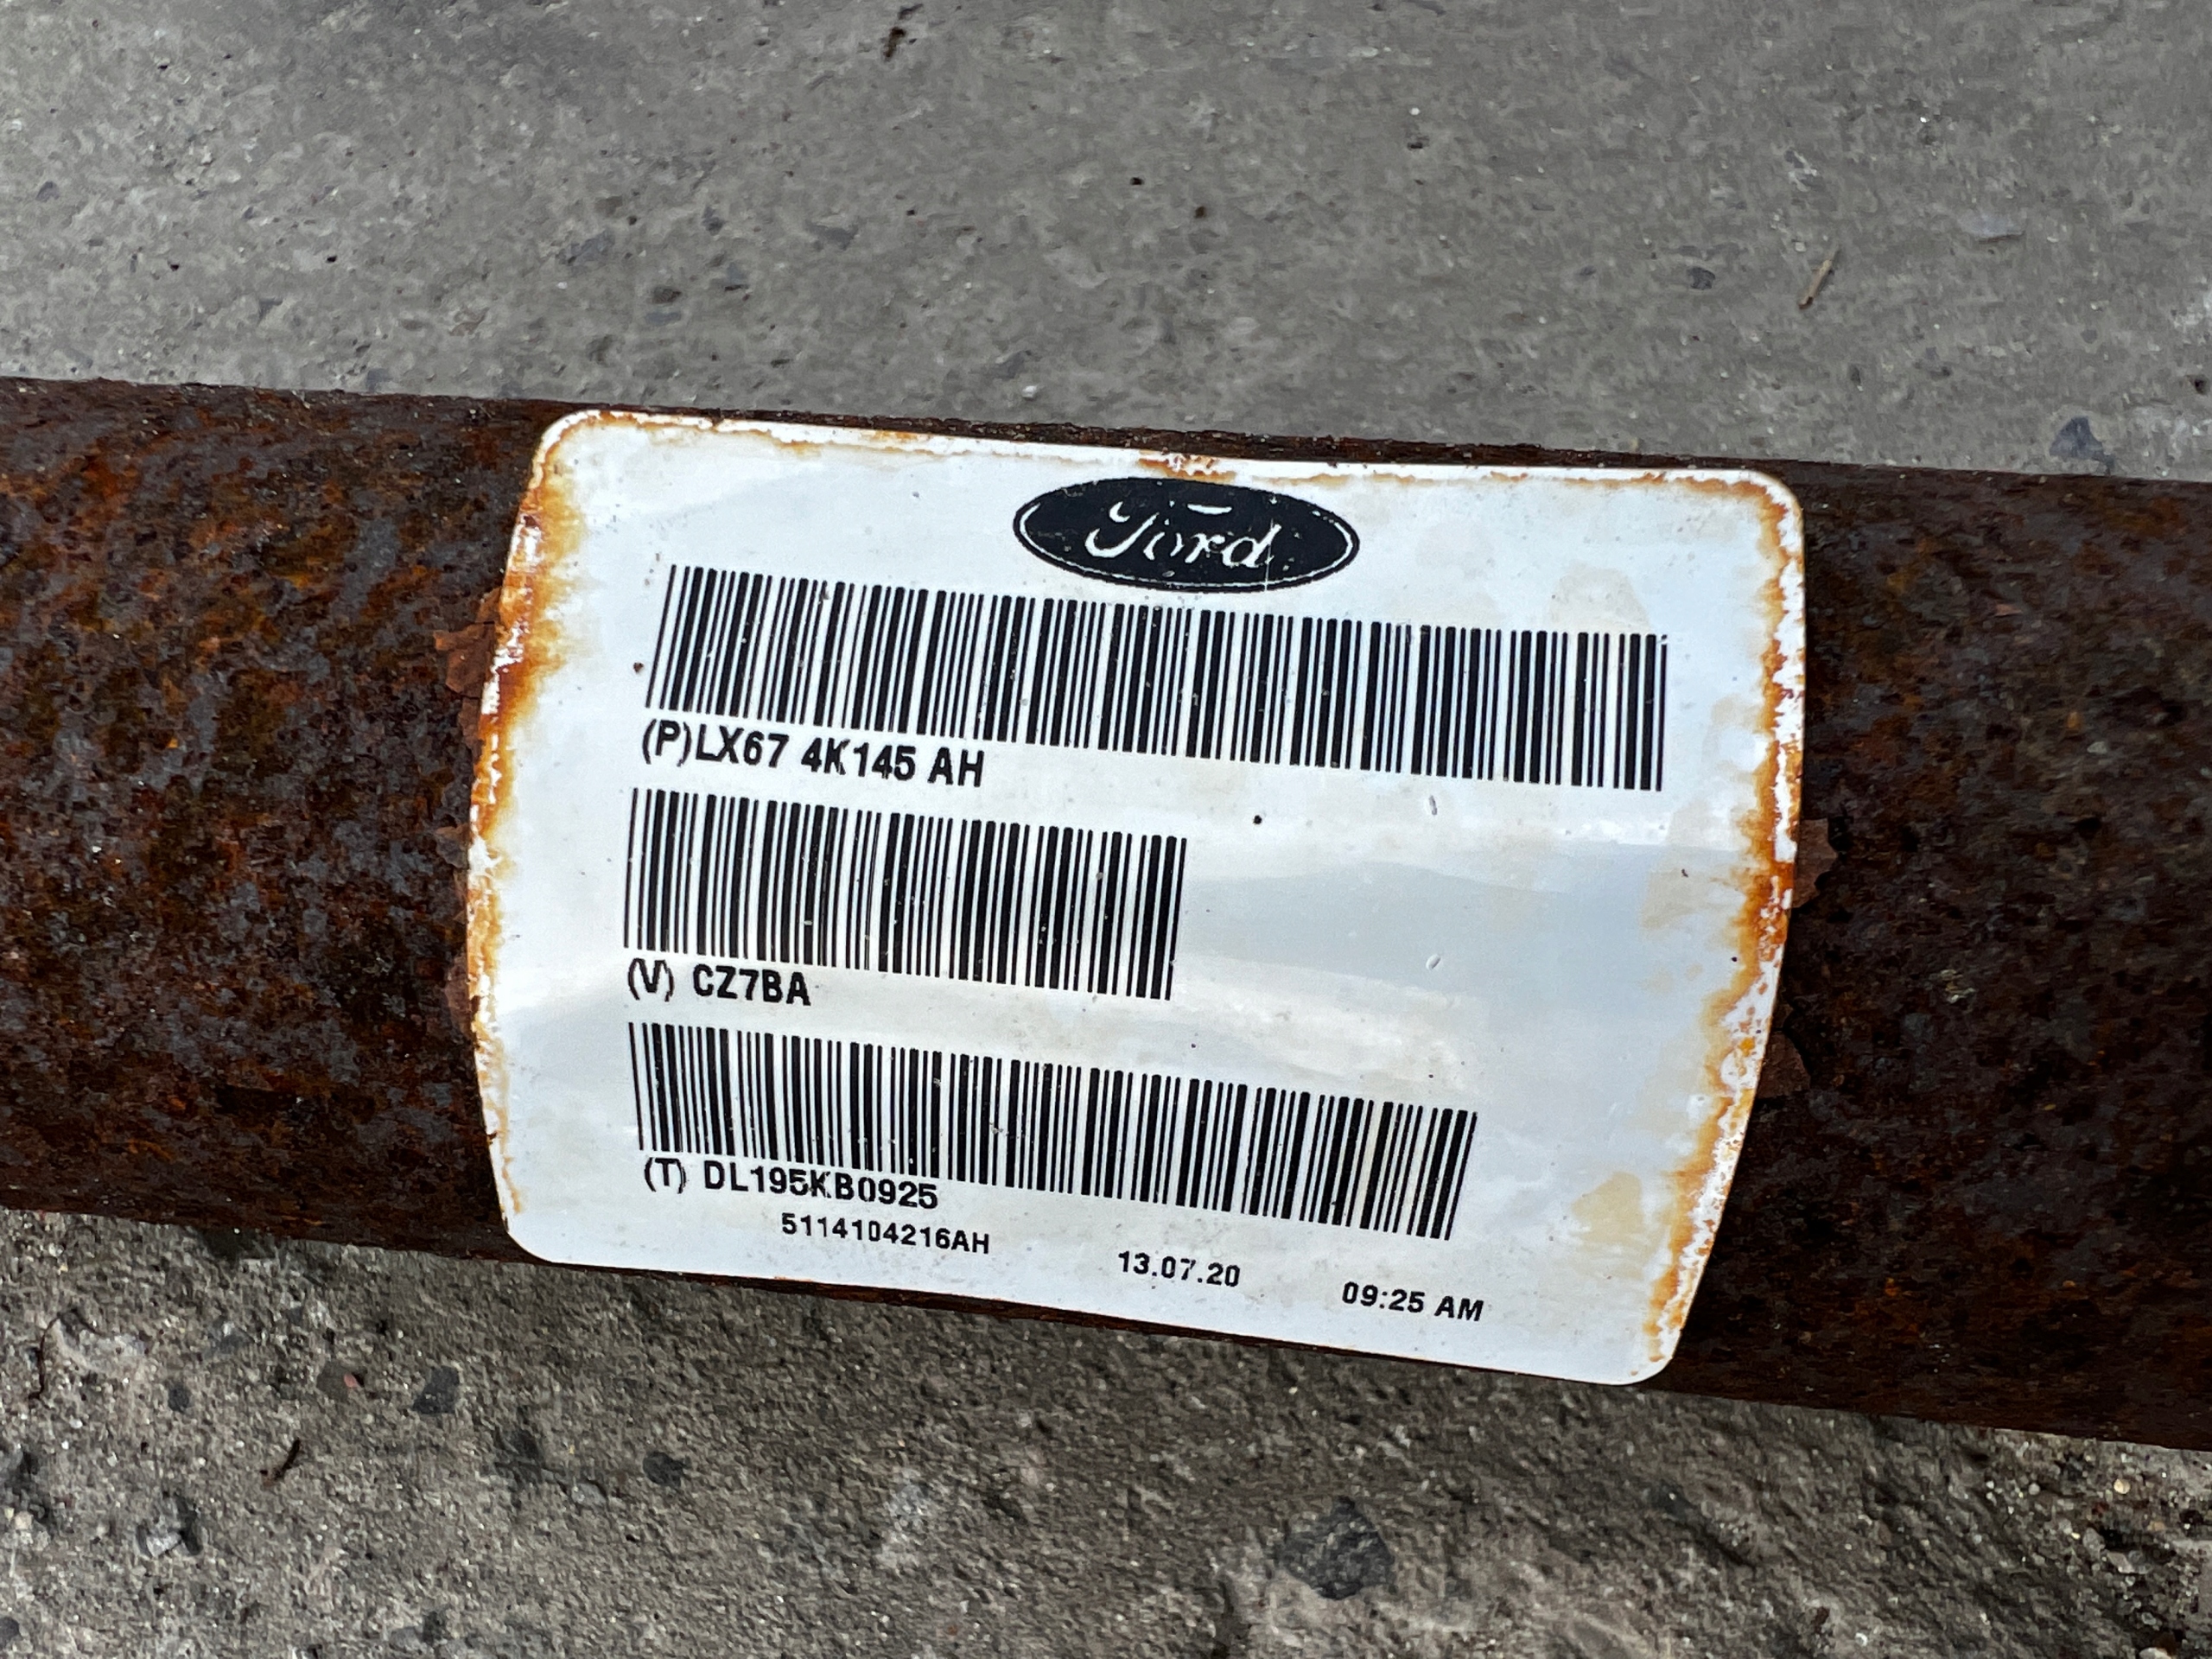 Ford
(P)LX67 4K145 AH
(V) CZ7BA
(T) DL195KB0925
5114104216AH 13.07.20 09:25 AM